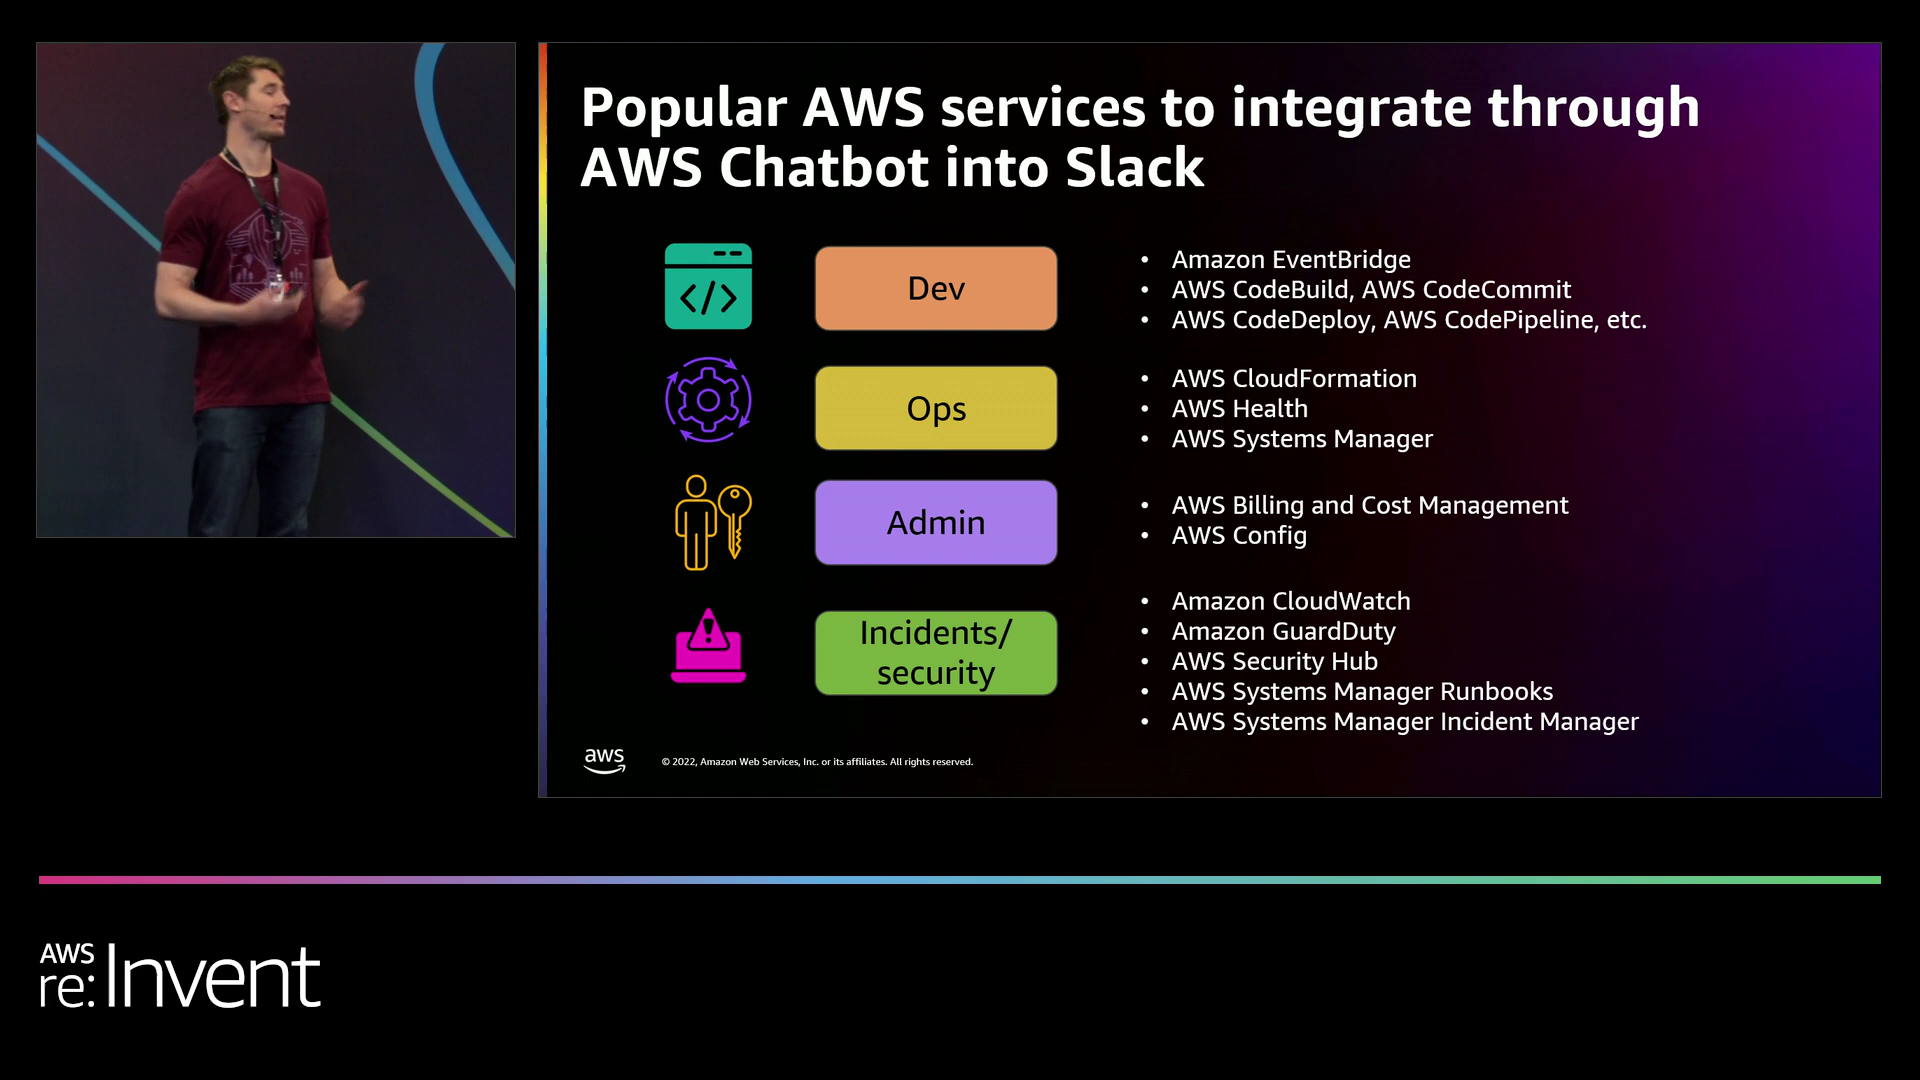 Popular AWS services to integrate through
AWS Chatbot into Slack
Dev
• Amazon EventBridge
• AWS CodeBuild, AWS CodeCommit
• AWS CodeDeploy, AWS CodePipeline, etc.
Ops
• AWS CloudFormation
• AWS Health
• AWS Systems Manager
Admin
• AWS Billing and Cost Management
• AWS Config
Incidents/
security
• Amazon CloudWatch
• Amazon GuardDuty
• AWS Security Hub
• AWS Systems Manager Runbooks
• AWS Systems Manager Incident Manager
aws
© 2022, Amazon Web Services, Inc. or its affiliates. All rights reserved.
AWS
re:Invent